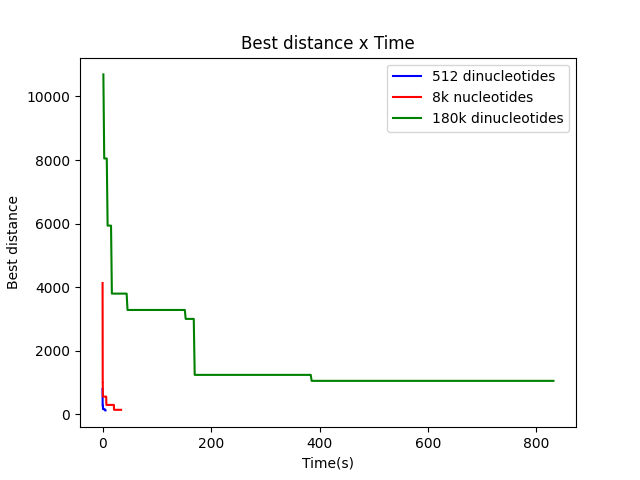 Best distance x Time
512 dinucleotides
8k nucleotides
180k dinucleotides
Best distance
10000
8000
6000
4000
2000
0
0 200 400 600 800
Time(s)